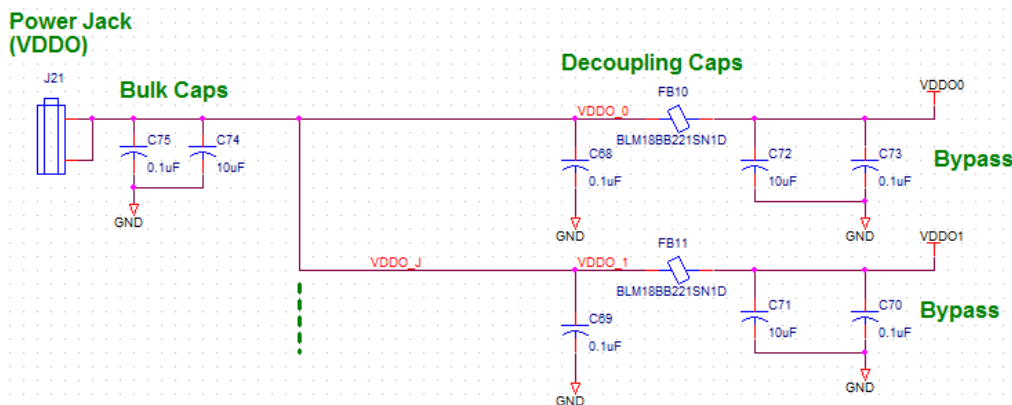 Power Jack
(VDDO)
J21
Bulk Caps
C75
0.1uF
C74
10uF
GND
Decoupling Caps
FB10
VDDO_0
BLM18BB221SN1D
C68
0.1uF
GND
C72
10uF
C73
0.1uF
GND
VDDO0
Bypass
VDDO_J
VDDO_1
FB11
BLM18BB221SN1D
C69
0.1uF
GND
C71
10uF
C70
0.1uF
GND
VDDO1
Bypass